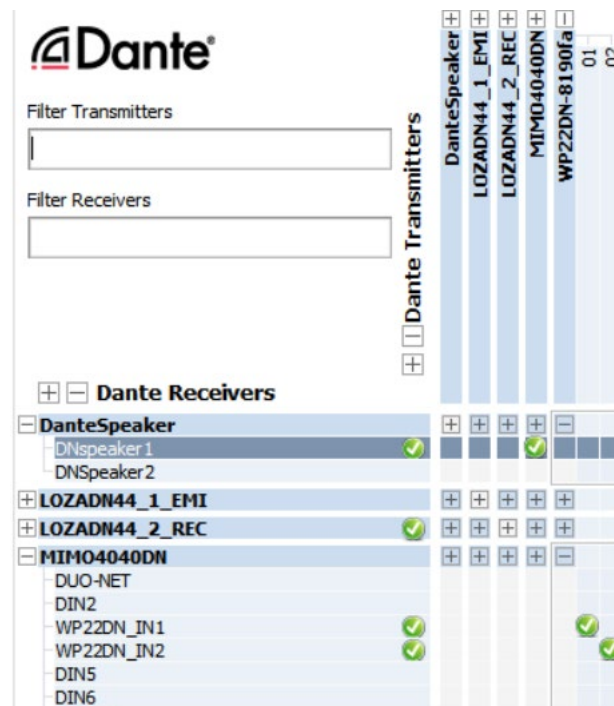 Dante®
Filter Transmitters
Filter Receivers
Dante Transmitters
DanteSpeaker
LOZADN44_1_EMI
LOZADN44_2_REC
MIMO4040DN
WP22DN-8190fa
01
02
Dante Receivers
DanteSpeaker
DNspeaker1
DNSpeaker2
LOZADN44_1_EMI
LOZADN44_2_REC
MIMO4040DN
DUO-NET
DIN2
WP22DN_IN1
WP22DN_IN2
DIN5
DIN6